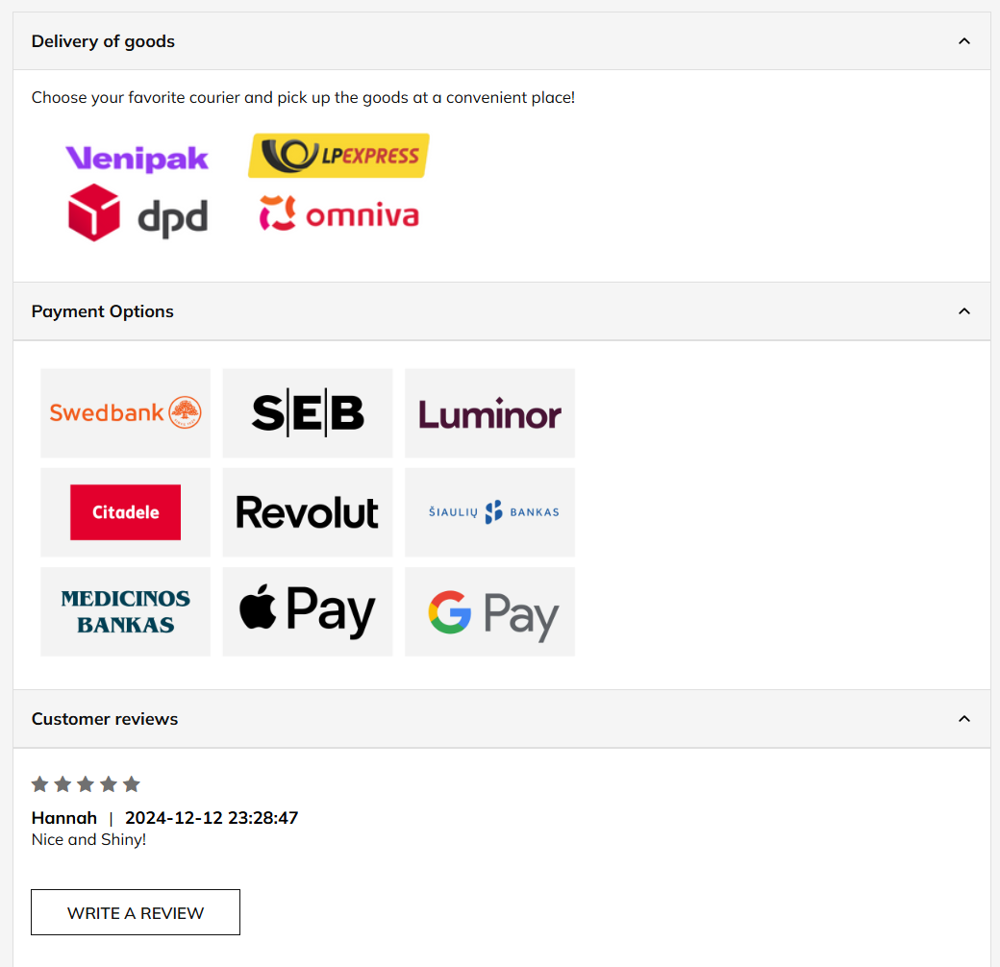 Delivery of goods
Choose your favorite courier and pick up the goods at a convenient place!
Venipak
LPEXPRESS
dpd
omniva
Payment Options
Swedbank
S|E|B
Luminor
Citadele
Revolut
ŠIAULIŲ BANKAS
MEDICINOS
BANKAS
Pay
G Pay
Customer reviews
Hannah | 2024-12-12 23:28:47
Nice and Shiny!
WRITE A REVIEW